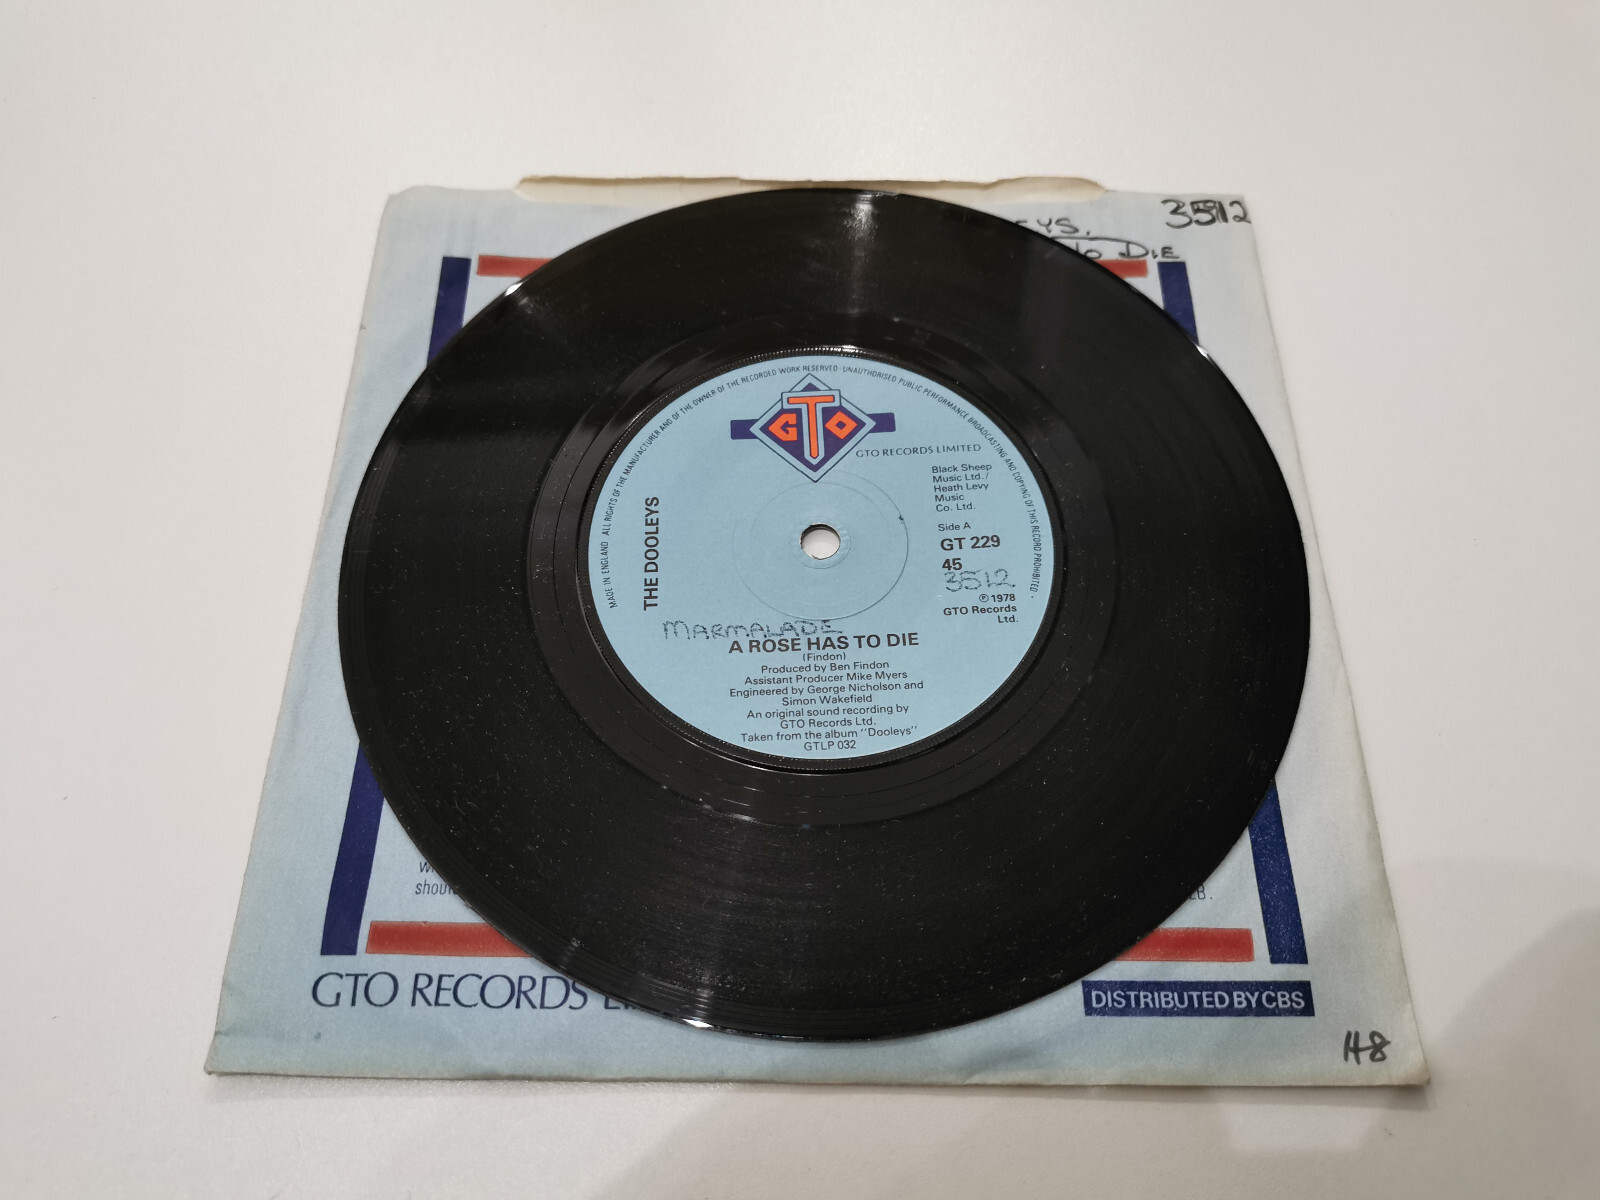 3512
DIE
MADE IN ENGLAND ALL RIGHTS OF THE MANUFACTURER AND OF THE OWNER OF THE RECORDED WORK RESERVED · UNAUTHORISED PUBLIC PERFORMANCE BROADCASTING AND COPYING OF THIS RECORD PROHIBITED.
GTO
GTO RECORDS LIMITED
Black Sheep
Music Ltd./
Heath Levy
Music
Co. Ltd.
Side A
GT 229
45
3512
℗ 1978
GTO Records
Ltd.
THE DOOLEYS
MARMALADE
A ROSE HAS TO DIE
(Findon)
Produced by Ben Findon
Assistant Producer Mike Myers
Engineered by George Nicholson and
Simon Wakefield
An original sound recording by
GTO Records Ltd.
Taken from the album "Dooleys"
GTLP 032
GTO RECORDS
DISTRIBUTED BY CBS
H8